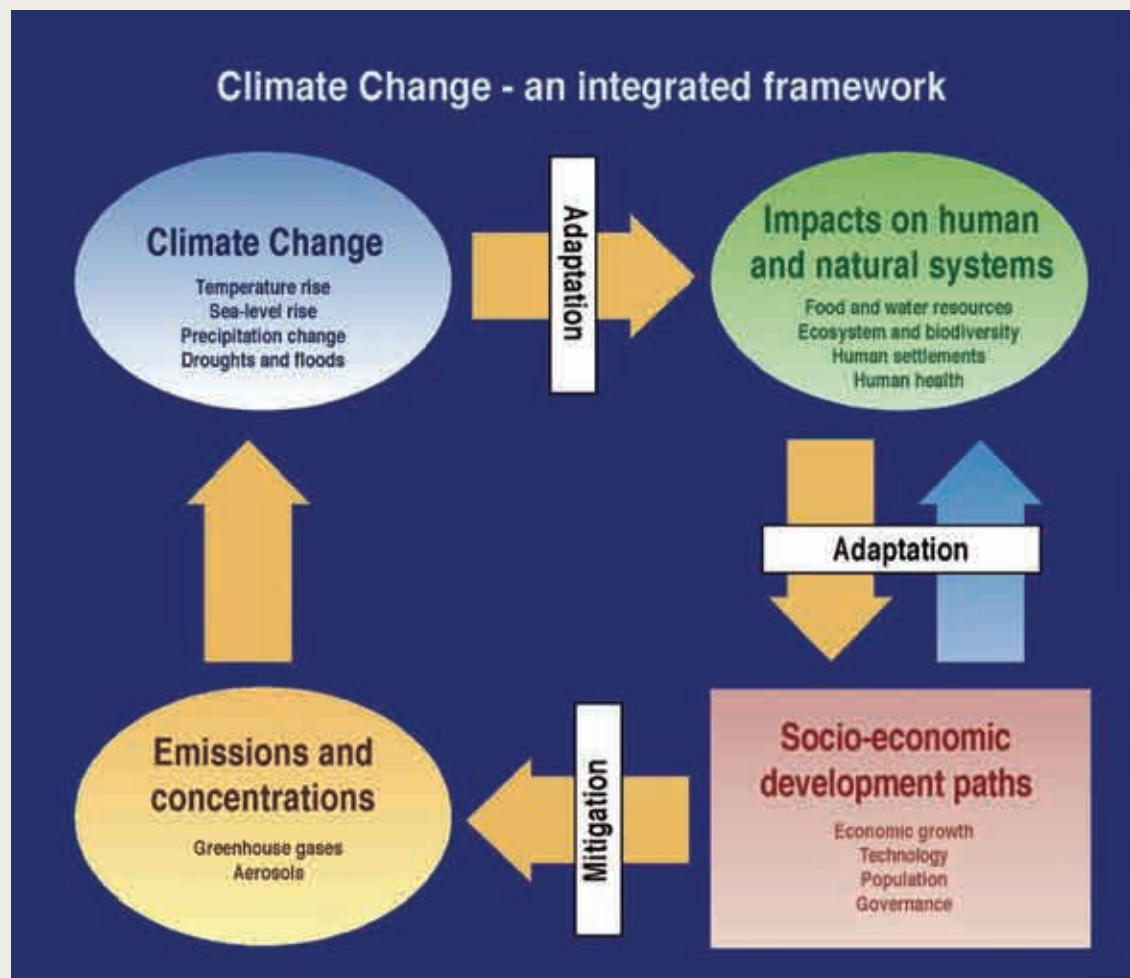 Climate Change - an integrated framework
Climate Change
Temperature rise
Sea-level rise
Precipitation change
Droughts and floods
Adaptation
Impacts on human
and natural systems
Food and water resources
Ecosystem and biodiversity
Human settlements
Human health
Adaptation
Emissions and
concentrations
Greenhouse gases
Aerosols
Mitigation
Socio-economic
development paths
Economic growth
Technology
Population
Governance